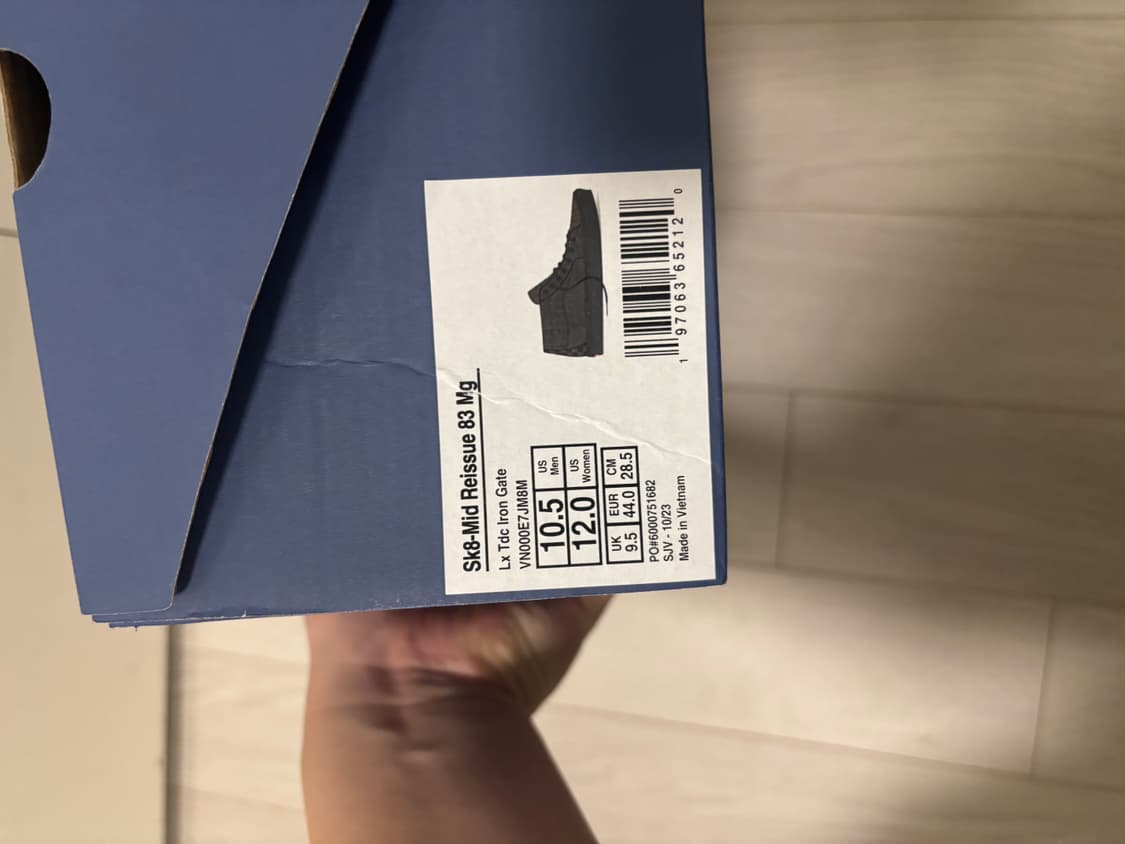 Sk8-Mid Reissue 83 Mg
Lx Tdc Iron Gate
VN000E7JM8M
10.5 US Men
12.0 US Women
UK EUR CM
9.5 44.0 28.5
PO#6000751682
SJV - 10/23
Made in Vietnam
1 97063 65212 0